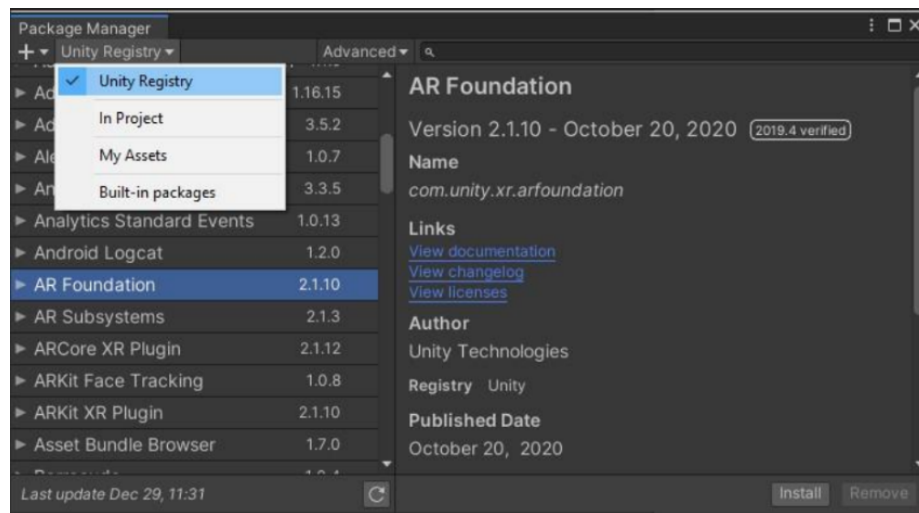 Package Manager
Unity Registry
Advanced
Unity Registry
In Project
My Assets
Built-in packages
Ad 1.16.15
Ad 3.5.2
Ale 1.0.7
An 3.3.5
Analytics Standard Events 1.0.13
Android Logcat 1.2.0
AR Foundation 2.1.10
AR Subsystems 2.1.3
ARCore XR Plugin 2.1.12
ARKit Face Tracking 1.0.8
ARKit XR Plugin 2.1.10
Asset Bundle Browser 1.7.0
Last update Dec 29, 11:31
AR Foundation
Version 2.1.10 - October 20, 2020 2019.4 verified
Name
com.unity.xr.arfoundation
Links
View documentation
View changelog
View licenses
Author
Unity Technologies
Registry Unity
Published Date
October 20, 2020
Install Remove